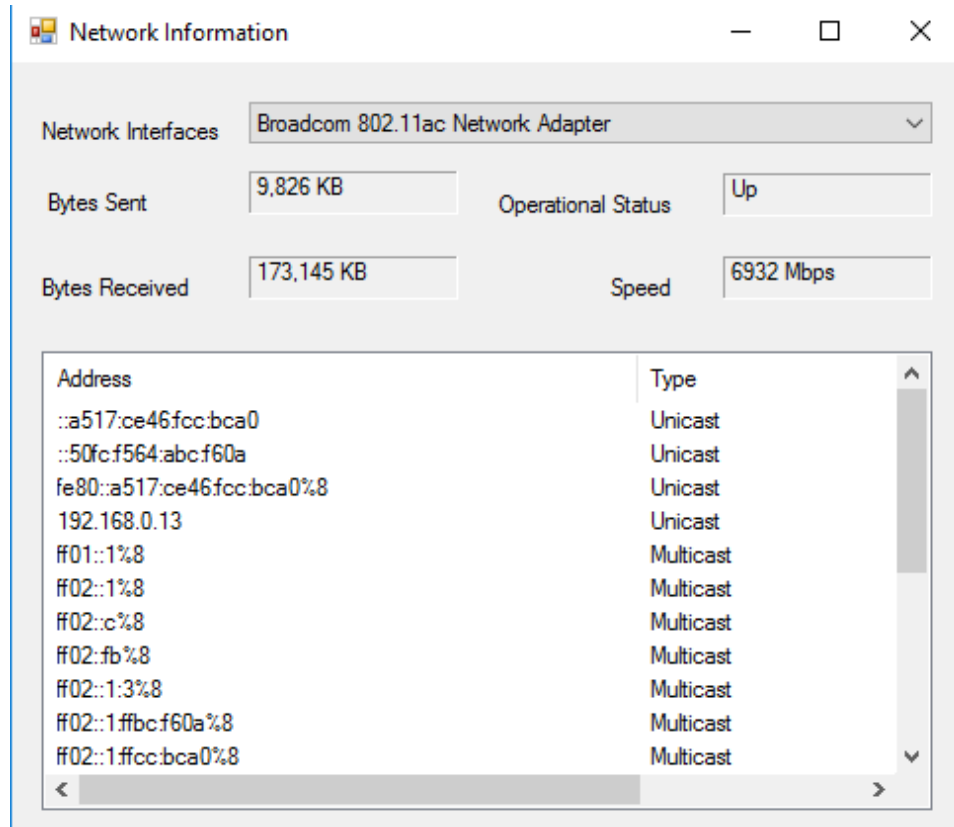 Network Information
Network Interfaces Broadcom 802.11ac Network Adapter
Bytes Sent 9,826 KB Operational Status Up
Bytes Received 173,145 KB Speed 6932 Mbps
Address Type
::a517:ce46:fcc:bca0 Unicast
::50fc:f564:abc:f60a Unicast
fe80::a517:ce46:fcc:bca0%8 Unicast
192.168.0.13 Unicast
ff01::1%8 Multicast
ff02::1%8 Multicast
ff02::c%8 Multicast
ff02::fb%8 Multicast
ff02::1:3%8 Multicast
ff02::1:ffbc:f60a%8 Multicast
ff02::1:ffcc:bca0%8 Multicast